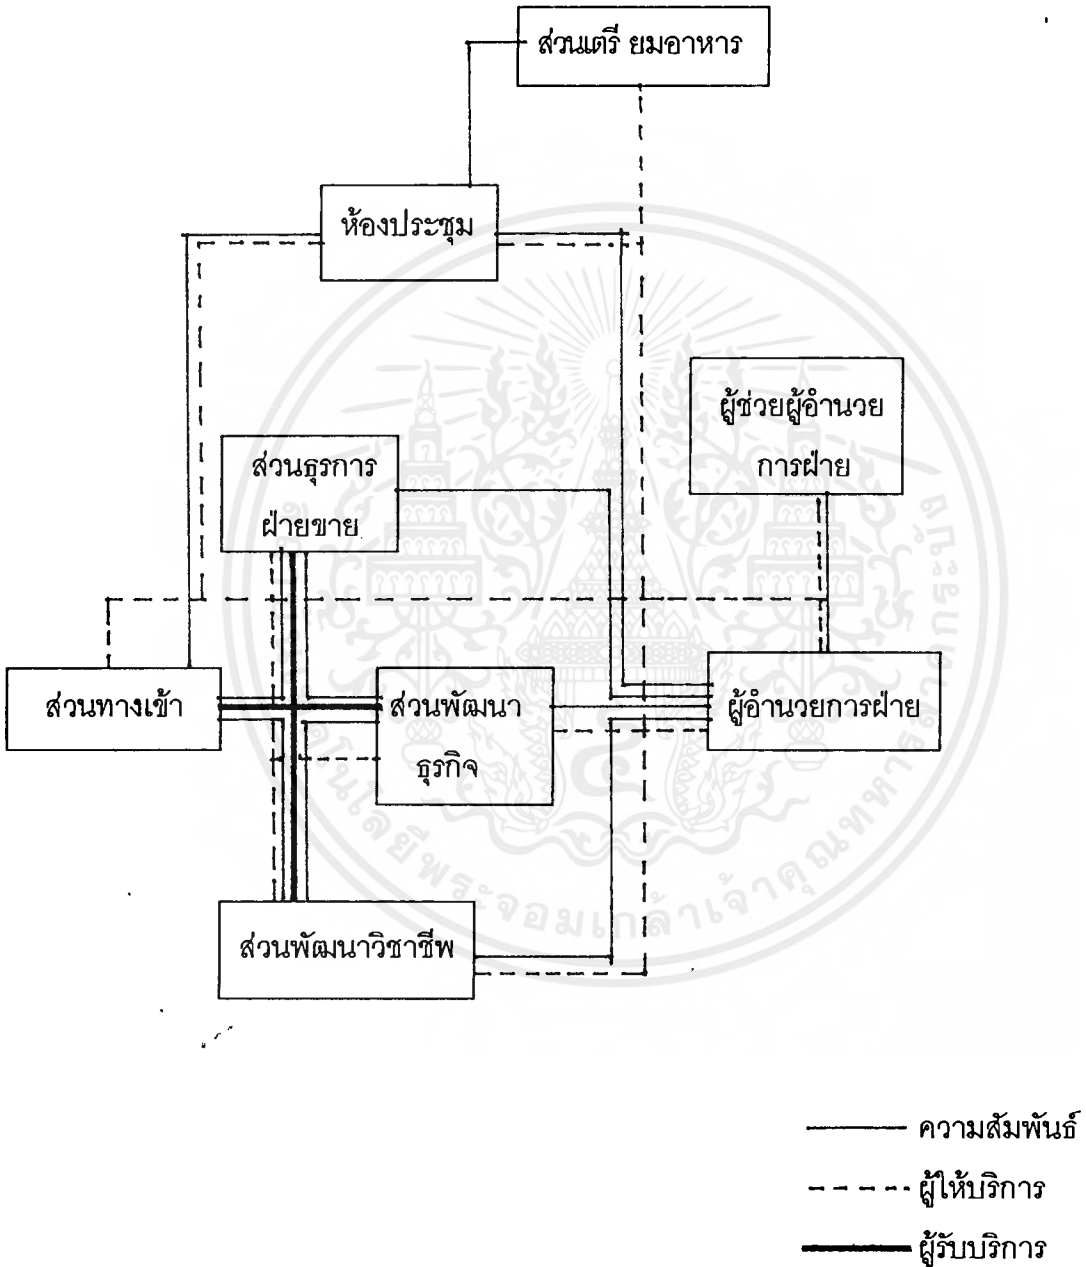 ส่วนเตรี ยมอาหาร
ห้องประชุม
ผู้ช่วยผู้อำนวย
การฝ่าย
ส่วนธุรการ
ฝ่ายขาย
ส่วนทางเข้า
ส่วนพัฒนา
ธุรกิจ
ผู้อำนวยการฝ่าย
ส่วนพัฒนาวิชาชีพ
ความสัมพันธ์
ผู้ให้บริการ
ผู้รับบริการ